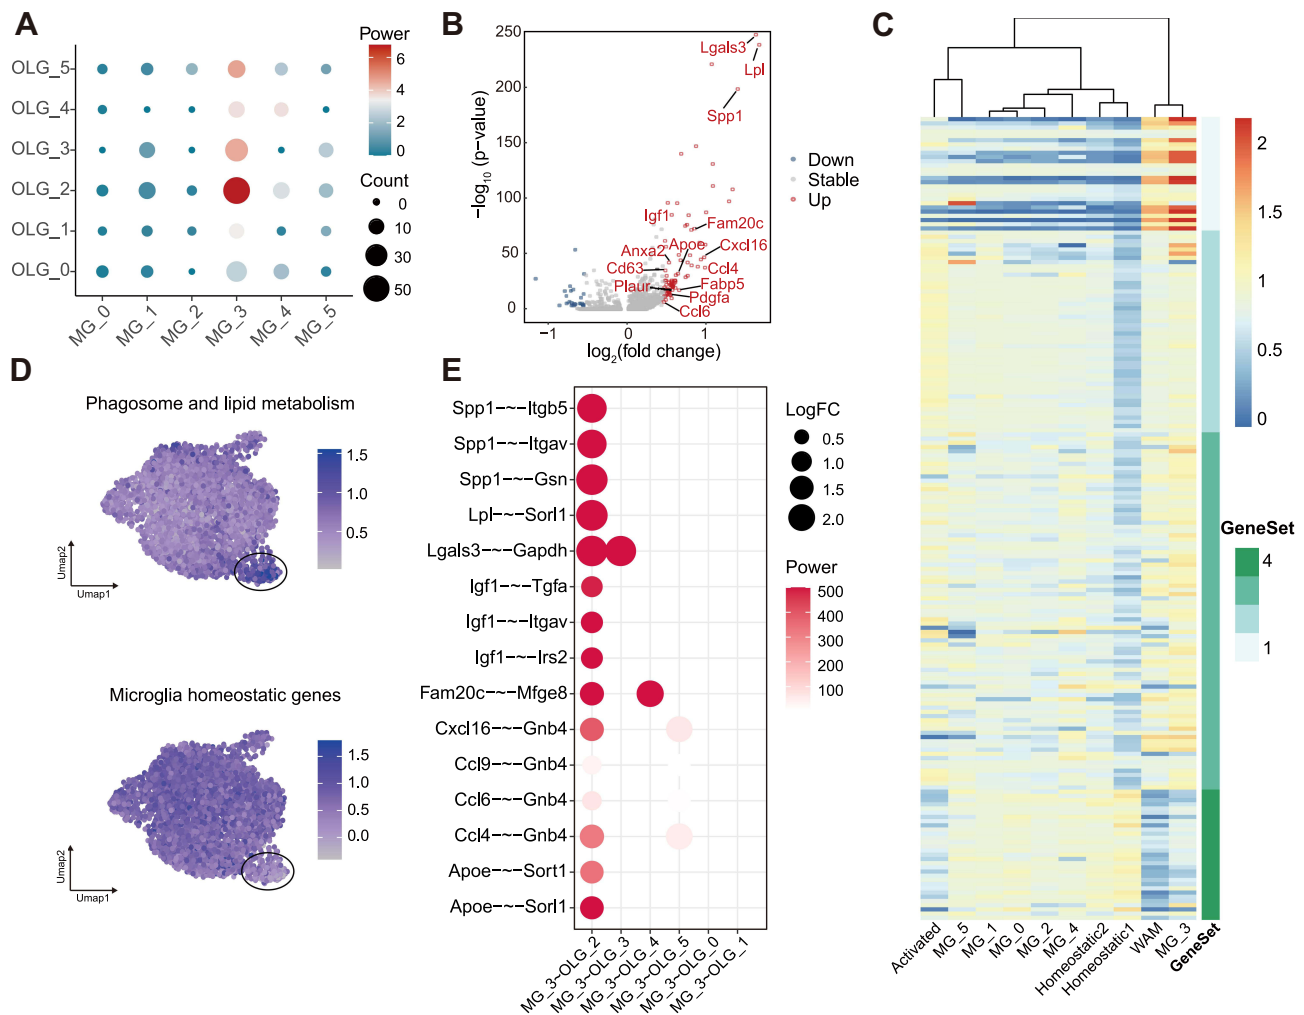 A
Power
6
4
2
0
Count
0
10
30
50
OLG_5
OLG_4
OLG_3
OLG_2
OLG_1
OLG_0
MG_0
MG_1
MG_2
MG_3
MG_4
MG_5
B
−log10 (p−value)
250
200
150
100
50
0
Lgals3
Lpl
Spp1
Igf1
Fam20c
Anxa2
Apoe
Cxcl16
Cd63
Ccl4
Plaur
Fabp5
Pdgfa
Ccl6
−1
0
1
log2(fold change)
Down
Stable
Up
C
2
1.5
1
0.5
0
GeneSet
4
1
Activated
MG_5
MG_1
MG_0
MG_2
MG_4
Homeostatic2
Homeostatic1
WAM
MG_3
GeneSet
D
Phagosome and lipid metabolism
1.5
1.0
0.5
Umap2
Umap1
Microglia homeostatic genes
1.5
1.0
0.5
0.0
Umap2
Umap1
E
Spp1−~−Itgb5
Spp1−~−Itgav
Spp1−~−Gsn
Lpl−~−Sorl1
Lgals3−~−Gapdh
Igf1−~−Tgfa
Igf1−~−Itgav
Igf1−~−Irs2
Fam20c−~−Mfge8
Cxcl16−~−Gnb4
Ccl9−~−Gnb4
Ccl6−~−Gnb4
Ccl4−~−Gnb4
Apoe−~−Sort1
Apoe−~−Sorl1
MG_3~OLG_2
MG_3~OLG_3
MG_3~OLG_4
MG_3~OLG_5
MG_3~OLG_0
MG_3~OLG_1
LogFC
0.5
1.0
1.5
2.0
Power
500
400
300
200
100